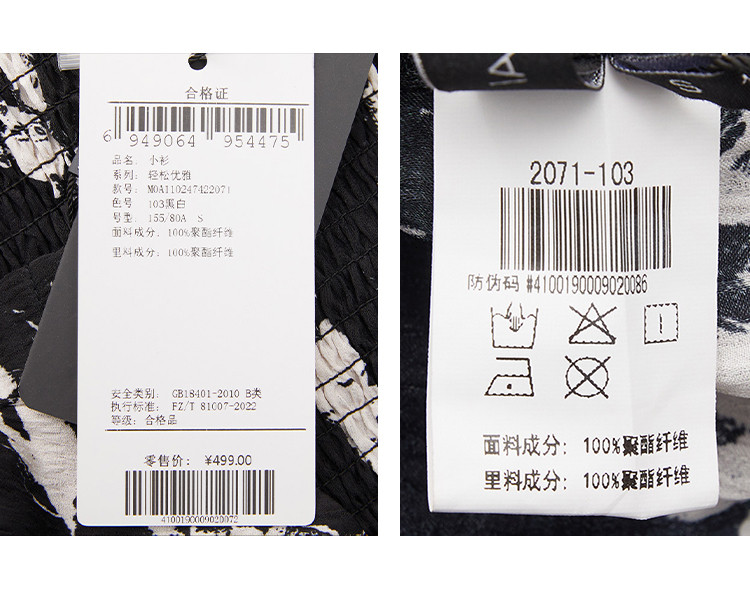 合格证
6 949064 954475
品名: 小衫
系列: 轻松优雅
款号: M0A110247422071
色号 103黑白
号型: 155/80A S
面料成分: 100%聚酯纤维
里料成分: 100%聚酯纤维
安全类别: GB18401-2010 B类
执行标准: FZ/T 81007-2022
等级: 合格品
零售价: ¥499.00
4100190009020072
2071-103
防伪码 #4100190009020086
面料成分: 100%聚酯纤维
里料成分: 100%聚酯纤维